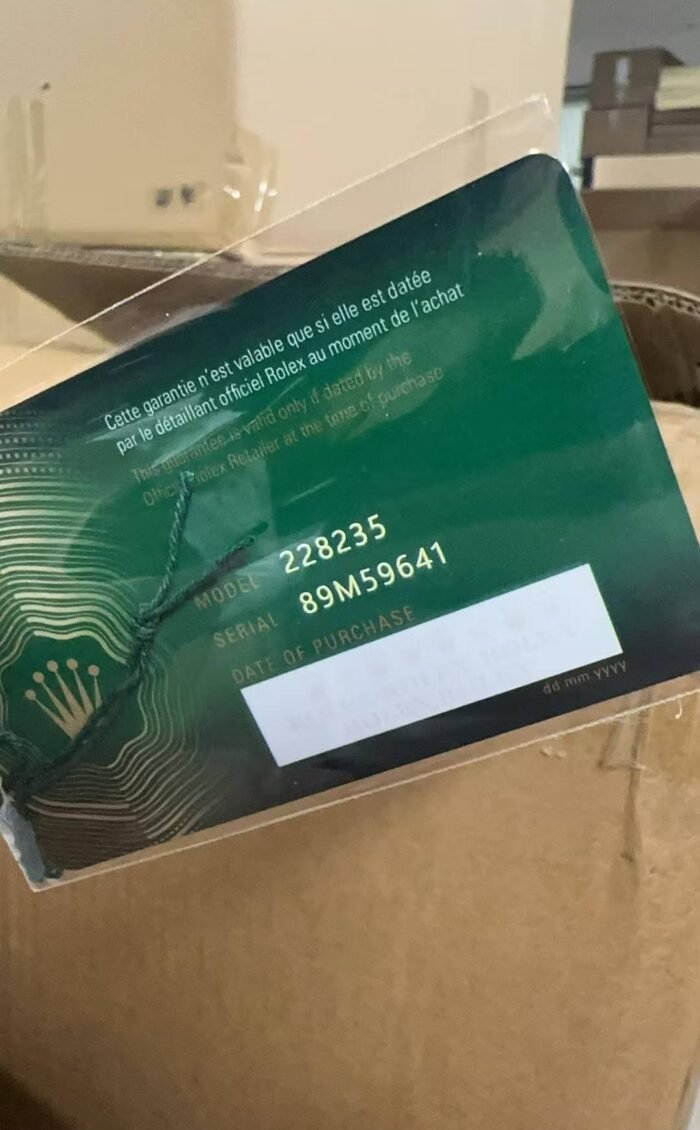 Cette garantie n'est valable que si elle est datée
par le détaillant officiel Rolex au moment de l'achat
This guarantee is valid only if dated by the
Official Rolex Retailer at the time of purchase
MODEL 228235
SERIAL 89M59641
DATE OF PURCHASE
dd mm yyyy